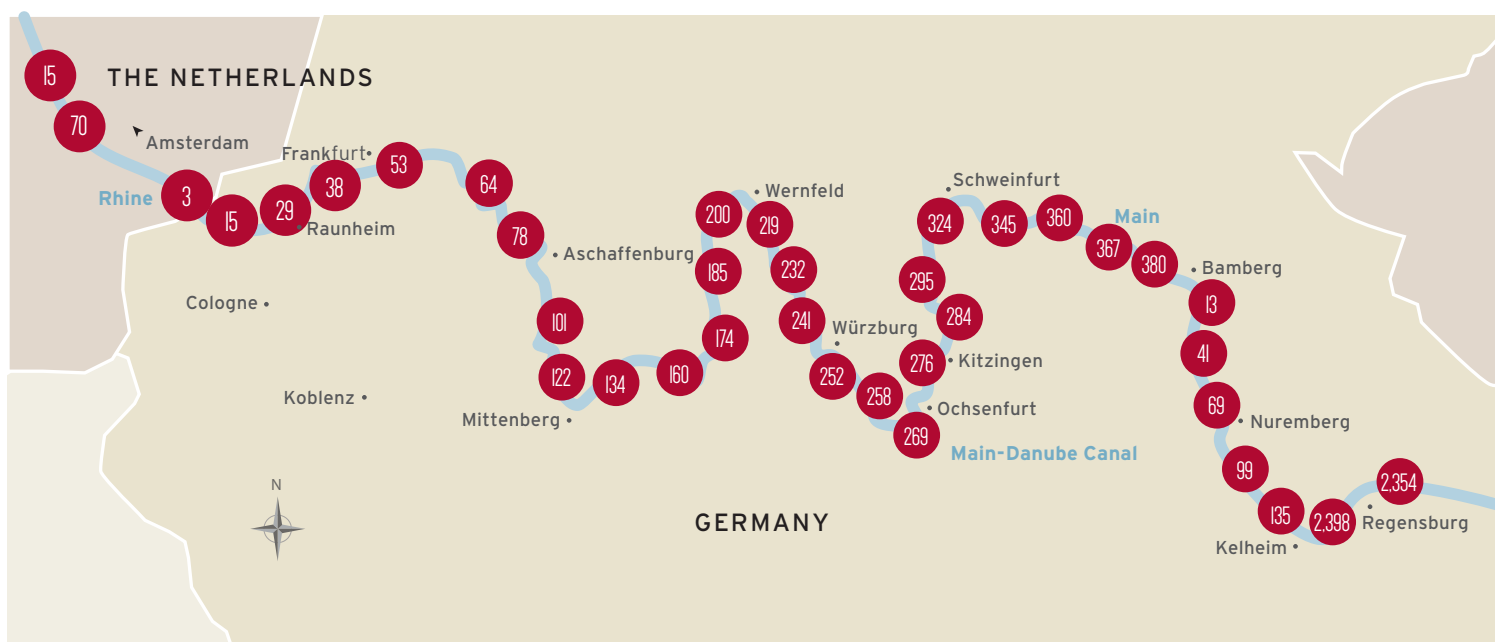 15
THE NETHERLANDS
70
Amsterdam
Rhine
3
15
29
Raunheim
38
Frankfurt
53
64
78
Aschaffenburg
Cologne
101
Koblenz
122
Mittenberg
134
160
174
185
200
Wernfeld
219
232
241
Würzburg
252
258
269
Ochsenfurt
276
Kitzingen
284
295
324
Schweinfurt
345
360
Main
367
380
Bamberg
13
41
69
Nuremberg
Main-Danube Canal
99
135
Kelheim
2,398
2,354
Regensburg
N
GERMANY